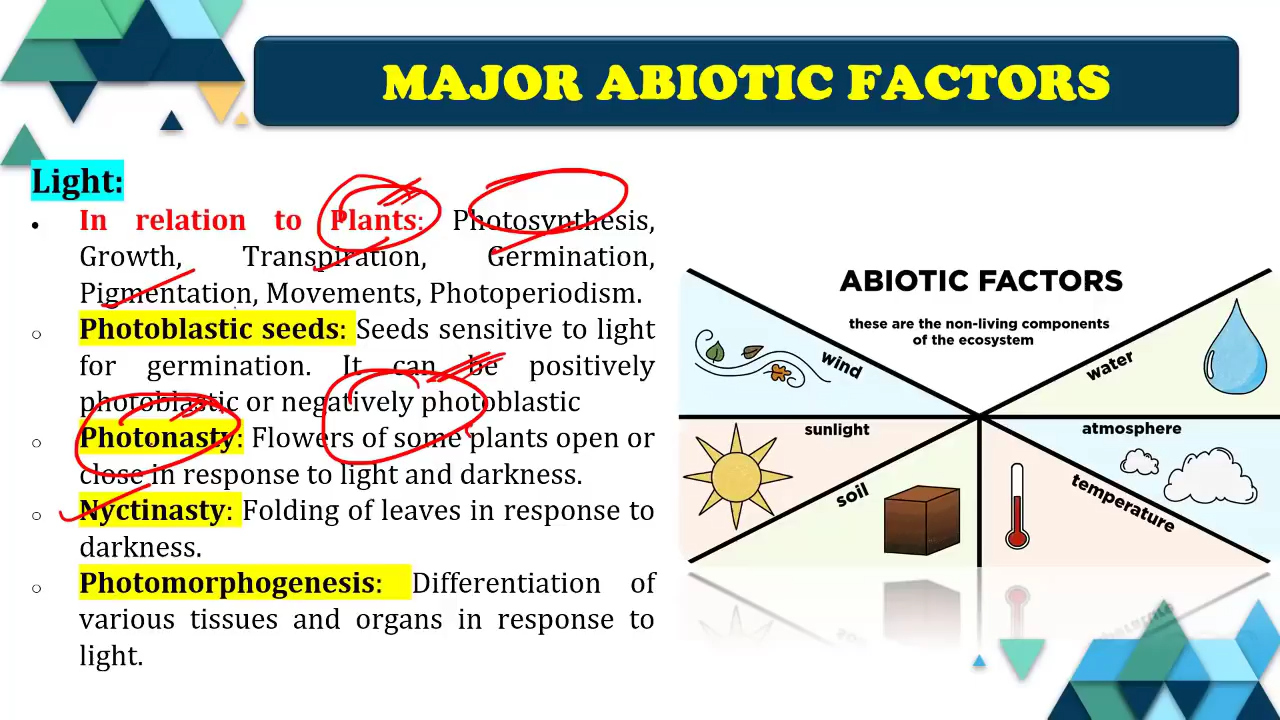 MAJOR ABIOTIC FACTORS
Light:
• In relation to Plants: Photosynthesis,
Growth, Transpiration, Germination,
Pigmentation, Movements, Photoperiodism.
○ Photoblastic seeds: Seeds sensitive to light
for germination. It can be positively
photoblastic or negatively photoblastic
○ Photonasty: Flowers of some plants open or
close in response to light and darkness.
○ Nyctinasty: Folding of leaves in response to
darkness.
○ Photomorphogenesis: Differentiation of
various tissues and organs in response to
light.
ABIOTIC FACTORS
these are the non-living components
of the ecosystem
wind
water
sunlight
atmosphere
soil
temperature